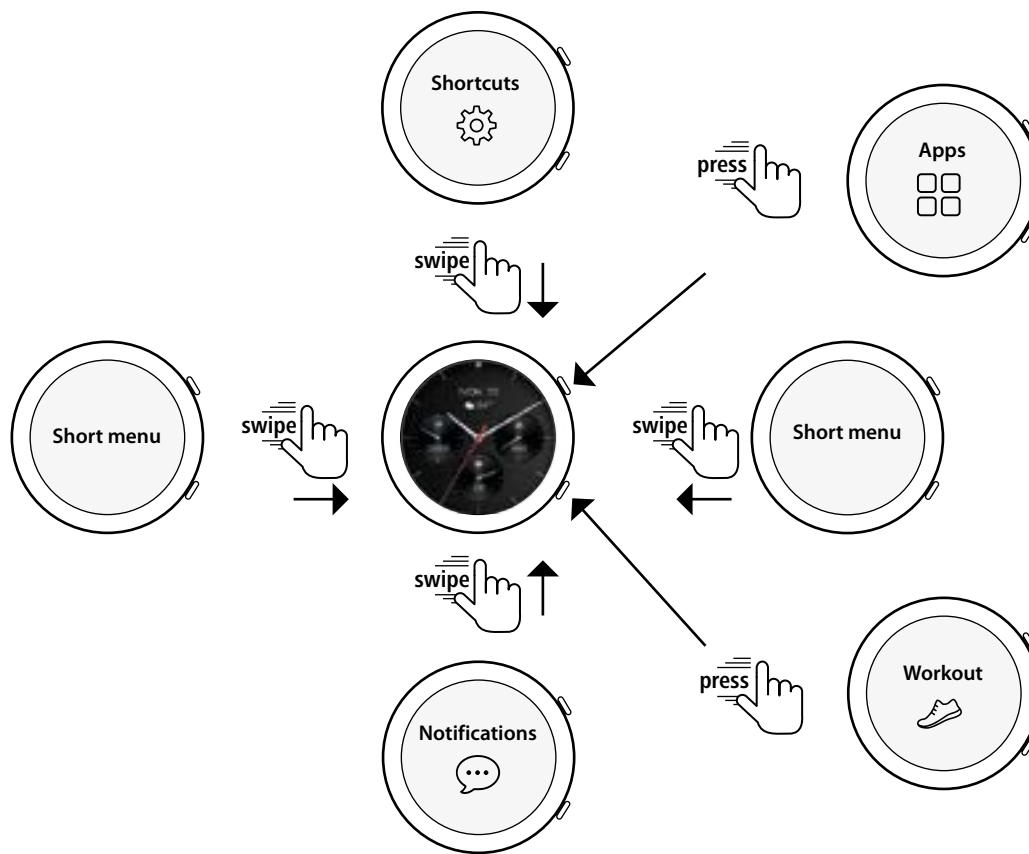 Shortcuts
press
Apps
swipe
Short menu
swipe
swipe
Short menu
swipe
press
Workout
Notifications